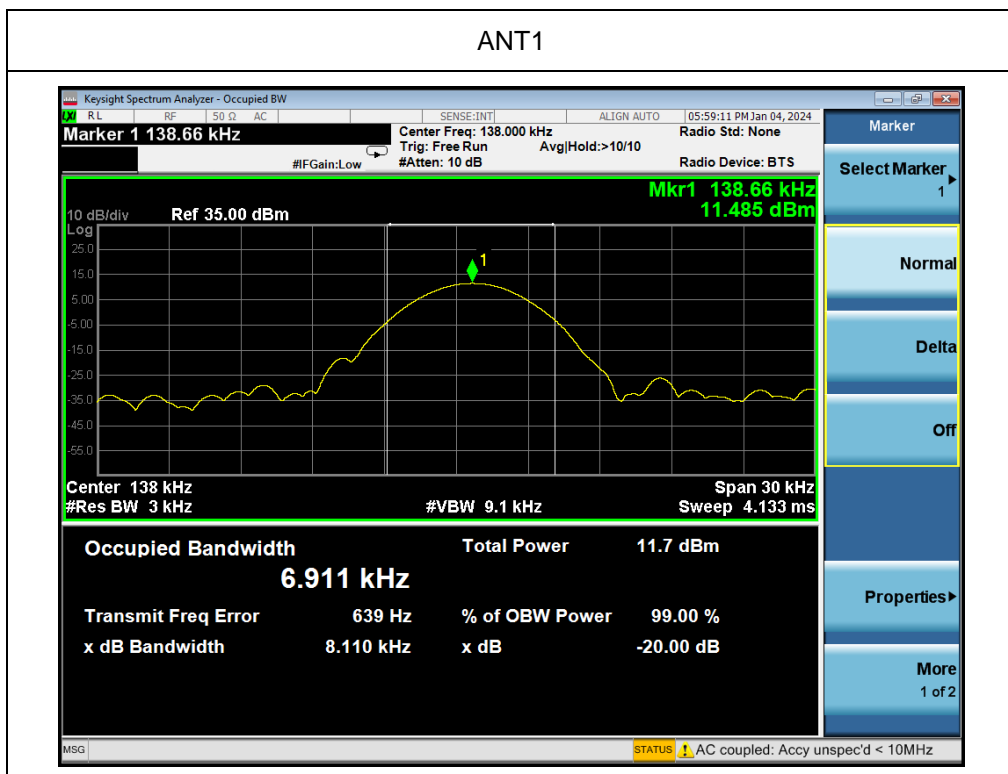 ANT1
Keysight Spectrum Analyzer - Occupied BW
LXI RL RF 50 Ω AC SENSE:INT ALIGN AUTO 05:59:11 PM Jan 04, 2024
Marker 1 138.66 kHz
Center Freq: 138.000 kHz
Radio Std: None
Trig: Free Run Avg|Hold:>10/10
#IFGain:Low #Atten: 10 dB
Radio Device: BTS
Mkr1 138.66 kHz
11.485 dBm
10 dB/div Ref 35.00 dBm
Log
25.0
15.0
5.00
-5.00
-15.0
-25.0
-35.0
-45.0
-55.0
1
Center 138 kHz Span 30 kHz
#Res BW 3 kHz #VBW 9.1 kHz Sweep 4.133 ms
Occupied Bandwidth Total Power 11.7 dBm
6.911 kHz
Transmit Freq Error 639 Hz % of OBW Power 99.00 %
x dB Bandwidth 8.110 kHz x dB -20.00 dB
Marker
Select Marker
1
Normal
Delta
Off
Properties
More
1 of 2
MSG STATUS AC coupled: Accy unspec'd < 10MHz